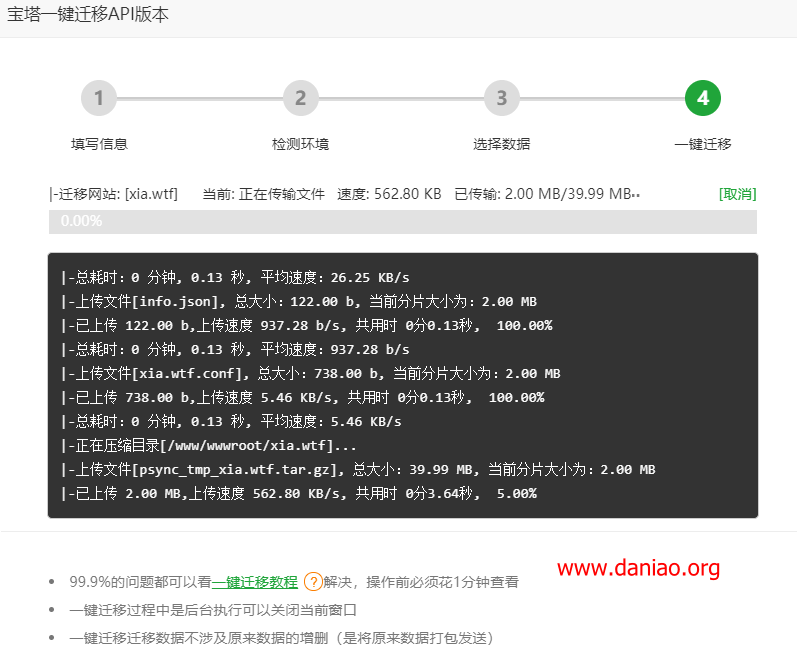 宝塔一键迁移API版本
1 2 3 4
填写信息 检测环境 选择数据 一键迁移
|-迁移网站: [xia.wtf] 当前: 正在传输文件 速度: 562.80 KB 已传输: 2.00 MB/39.99 MB [取消]
0.00%
|-总耗时：0 分钟, 0.13 秒, 平均速度：26.25 KB/s
|-上传文件[info.json], 总大小：122.00 b, 当前分片大小为：2.00 MB
|-已上传 122.00 b,上传速度 937.28 b/s, 共用时 0分0.13秒, 100.00%
|-总耗时：0 分钟, 0.13 秒, 平均速度：937.28 b/s
|-上传文件[xia.wtf.conf], 总大小：738.00 b, 当前分片大小为：2.00 MB
|-已上传 738.00 b,上传速度 5.46 KB/s, 共用时 0分0.13秒, 100.00%
|-总耗时：0 分钟, 0.13 秒, 平均速度：5.46 KB/s
|-正在压缩目录[/www/wwwroot/xia.wtf]...
|-上传文件[psync_tmp_xia.wtf.tar.gz], 总大小：39.99 MB, 当前分片大小为：2.00 MB
|-已上传 2.00 MB,上传速度 562.80 KB/s, 共用时 0分3.64秒, 5.00%
www.daniao.org
• 99.9%的问题都可以看一键迁移教程 ?解决，操作前必须花1分钟查看
• 一键迁移过程中是后台执行可以关闭当前窗口
• 一键迁移迁移数据不涉及原来数据的增删（是将原来数据打包发送）